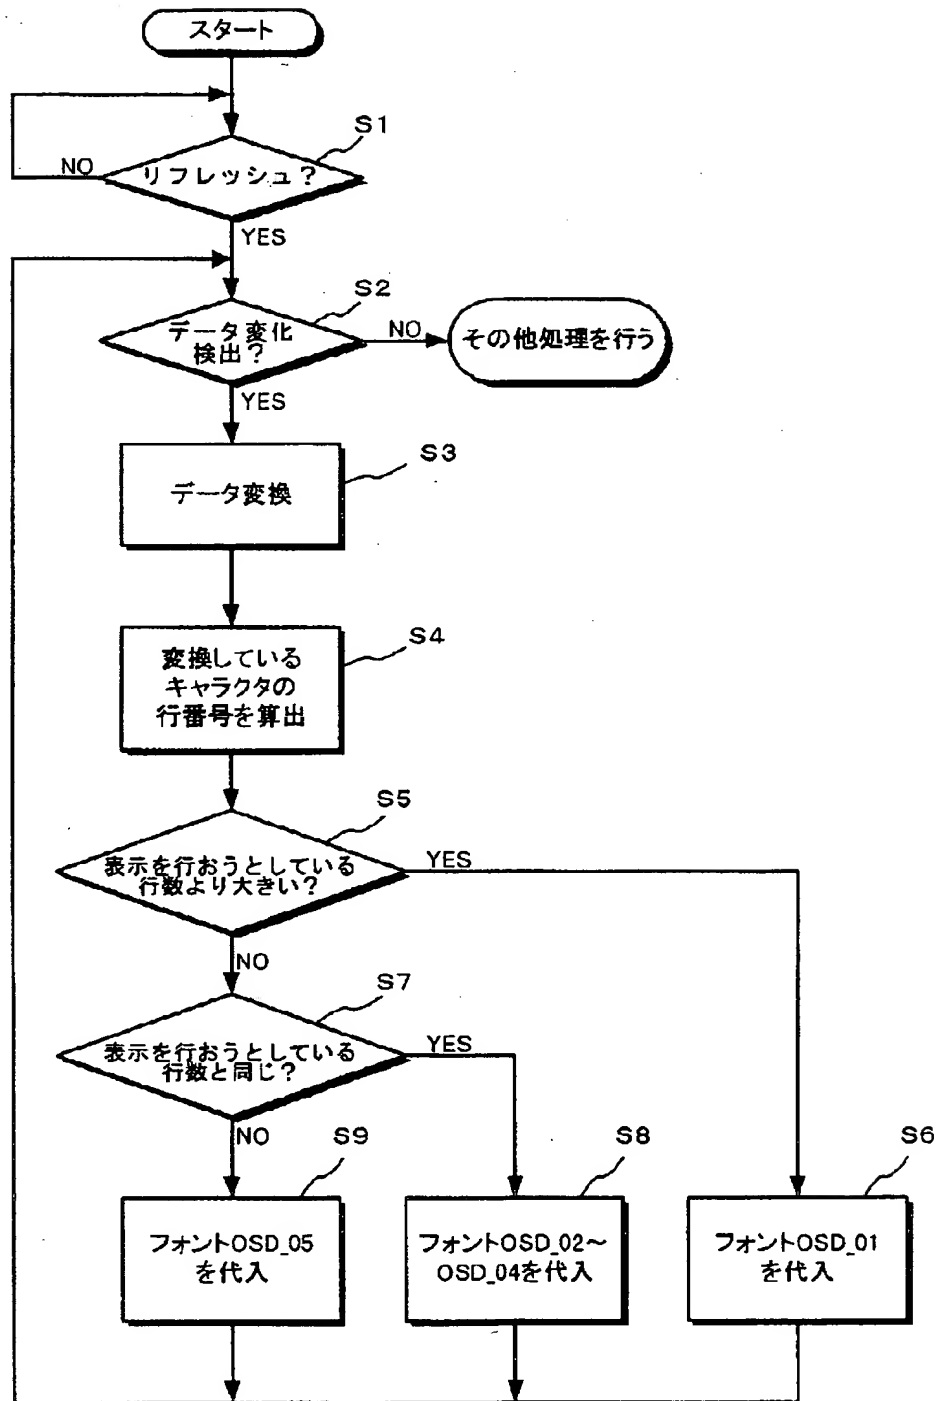 スタート
S1
リフレッシュ？
NO
YES
S2
データ変化
検出？
NO
その他処理を行う
YES
S3
データ変換
S4
変換している
キャラクタの
行番号を算出
S5
表示を行おうとしている
行数より大きい？
YES
NO
S7
表示を行おうとしている
行数と同じ？
YES
NO
S9
S8
S6
フォントOSD_05
を代入
フォントOSD_02～
OSD_04を代入
フォントOSD_01
を代入